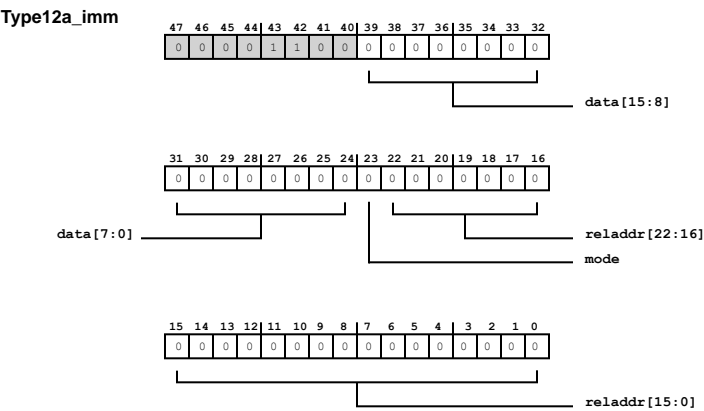 Type12a_imm
47 46 45 44 43 42 41 40 39 38 37 36 35 34 33 32
0 0 0 0 1 1 0 0 0 0 0 0 0 0 0 0
data[15:8]
31 30 29 28 27 26 25 24 23 22 21 20 19 18 17 16
0 0 0 0 0 0 0 0 0 0 0 0 0 0 0 0
data[7:0]
reladdr[22:16]
mode
15 14 13 12 11 10 9 8 7 6 5 4 3 2 1 0
0 0 0 0 0 0 0 0 0 0 0 0 0 0 0 0
reladdr[15:0]